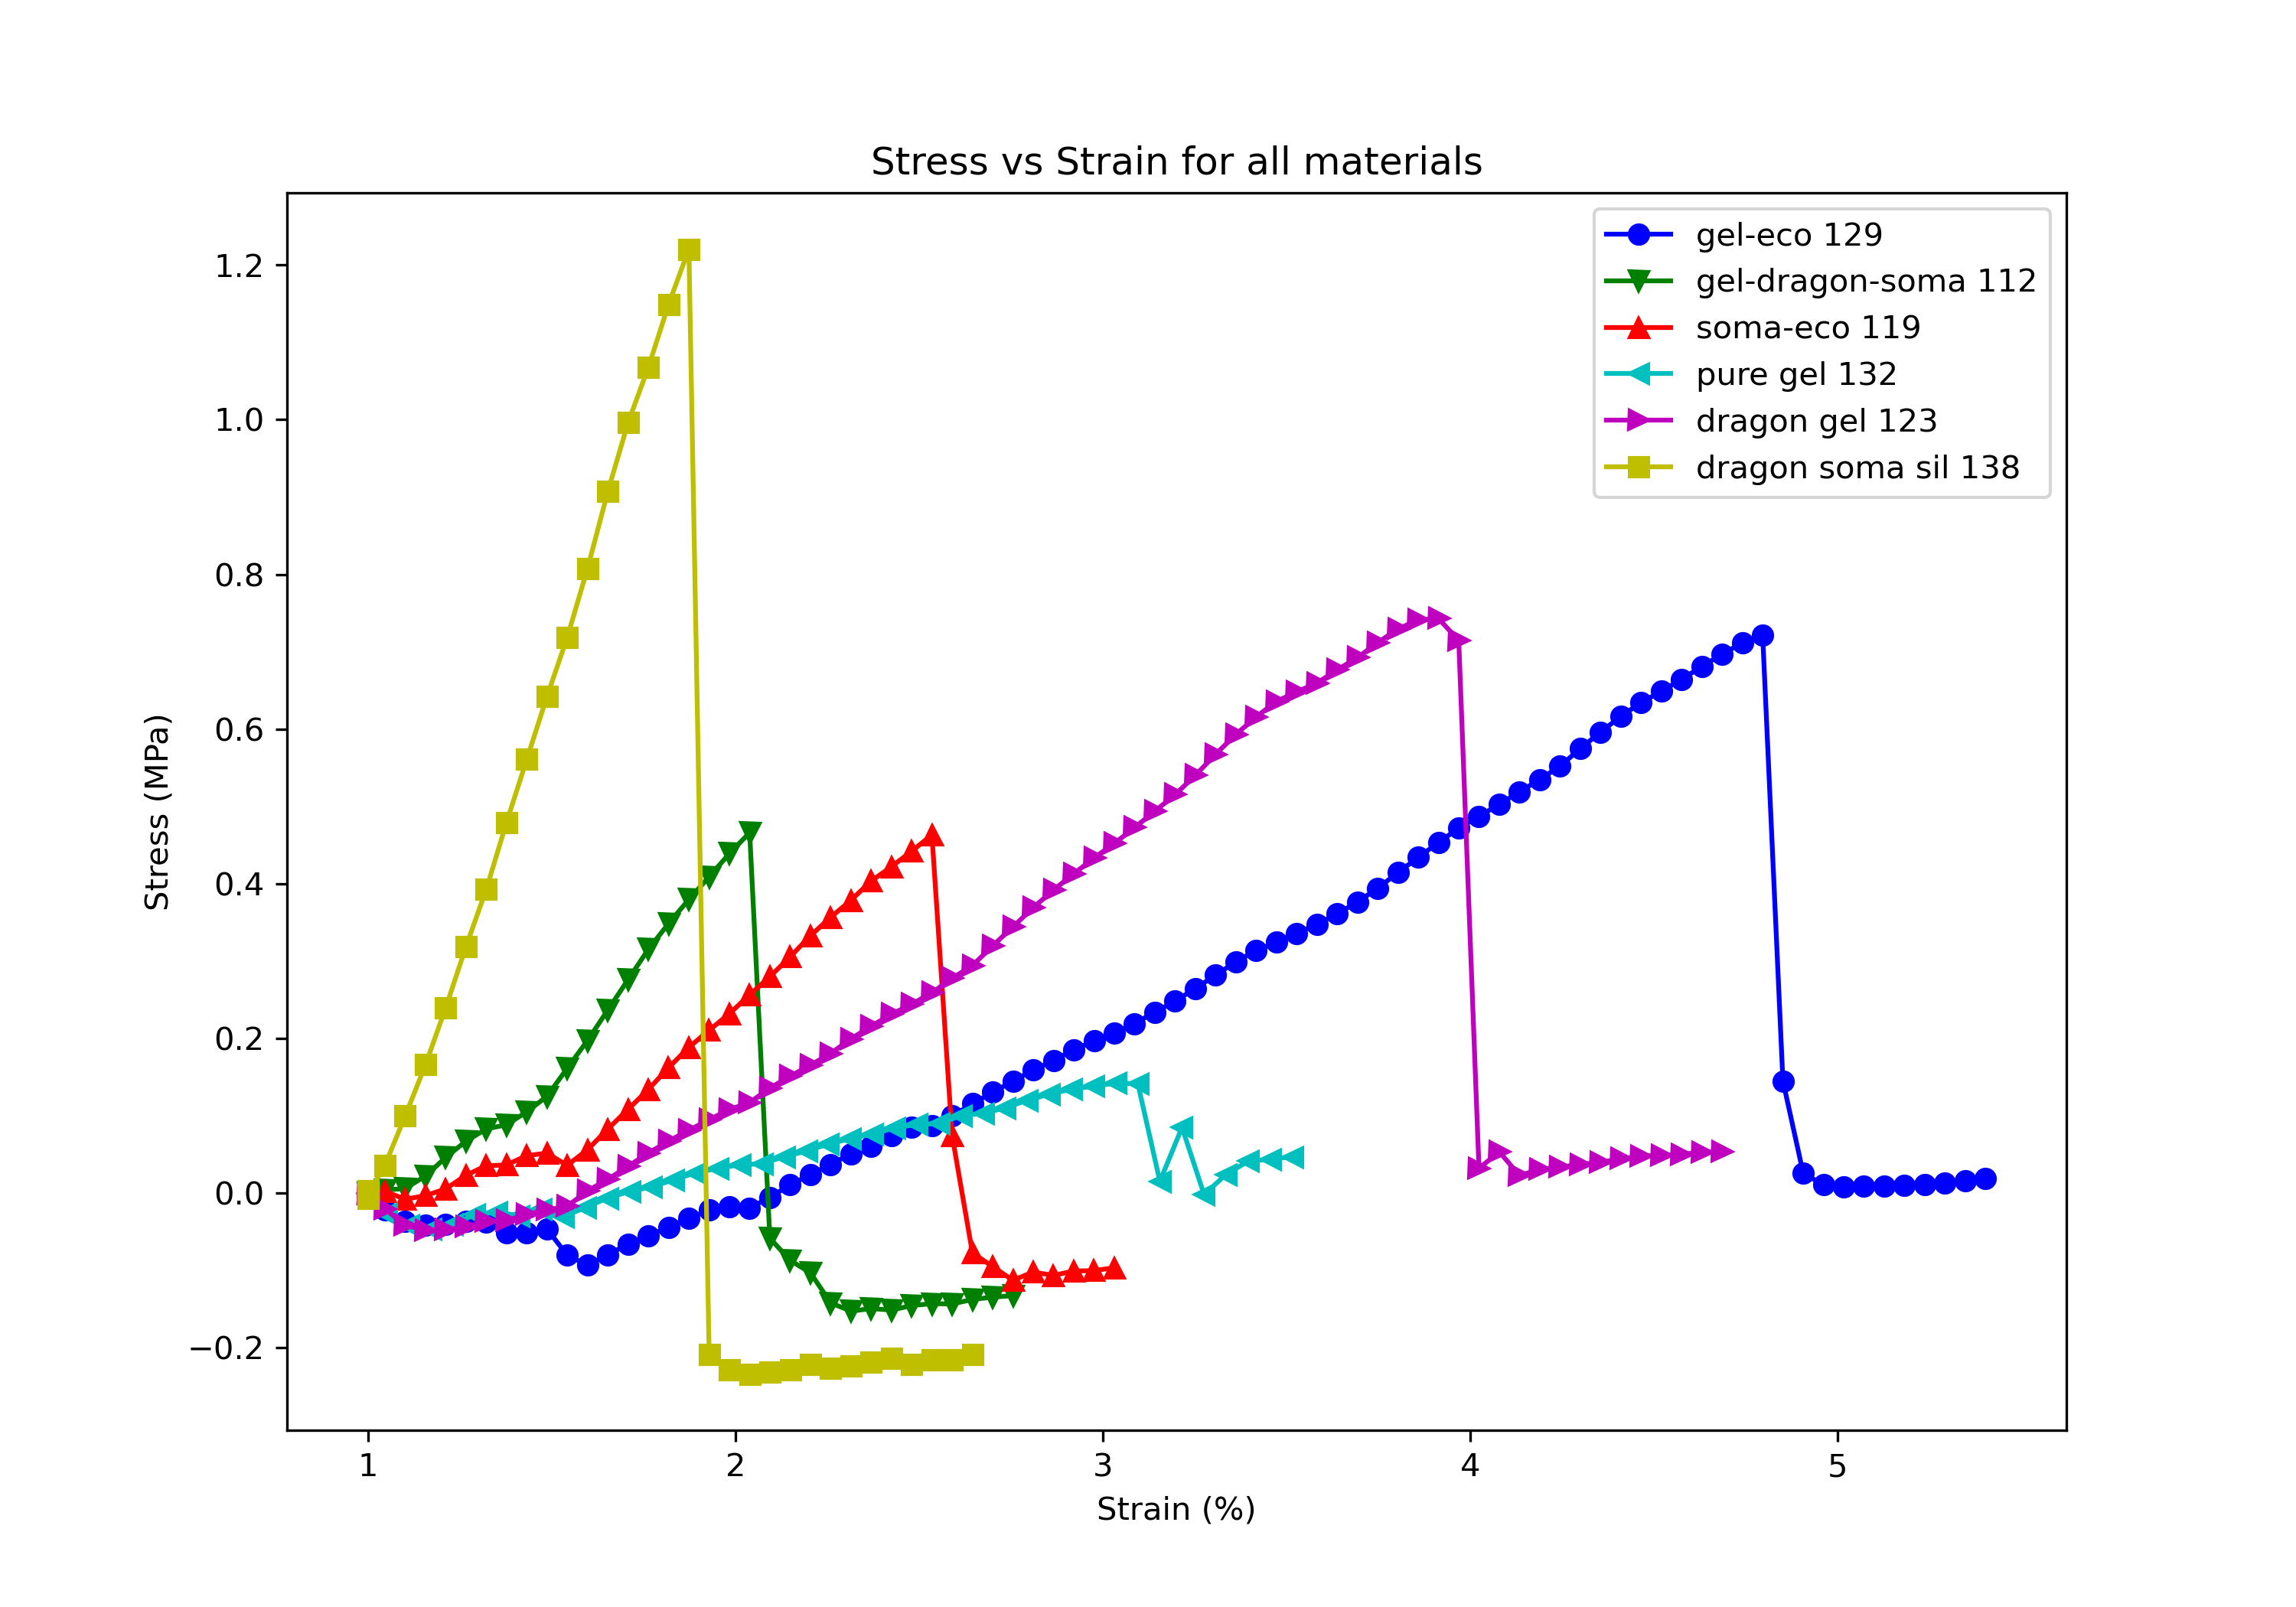 Stress vs Strain for all materials
gel-eco 129
gel-dragon-soma 112
soma-eco 119
pure gel 132
dragon gel 123
dragon soma sil 138
Stress (MPa)
1.2
1.0
0.8
0.6
0.4
0.2
0.0
−0.2
1 2 3 4 5
Strain (%)